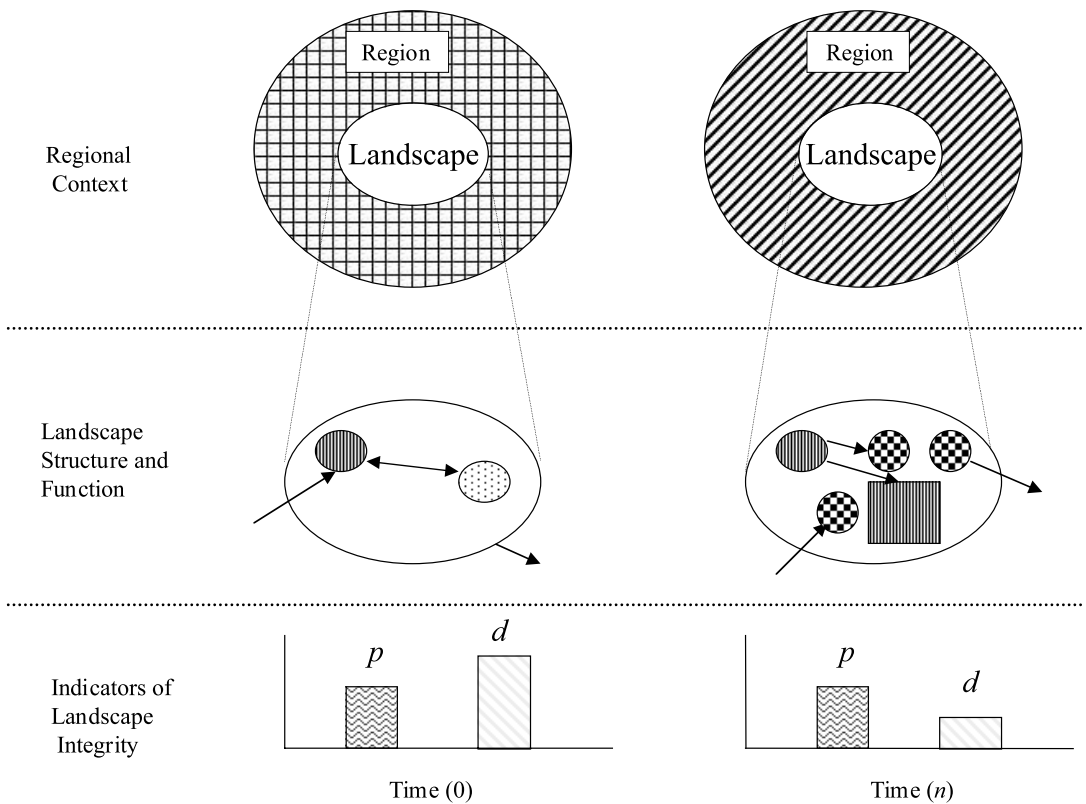 Region
Region
Landscape
Landscape
Regional
Context
Landscape
Structure and
Function
p
d
p
d
Indicators of
Landscape
Integrity
Time (0)
Time (n)